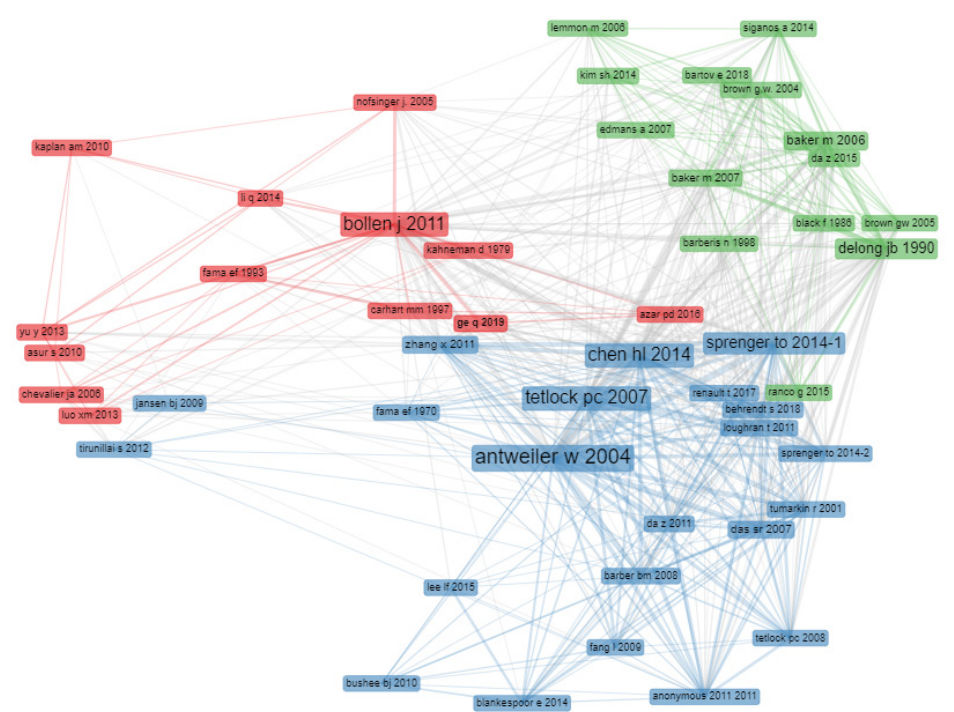 lemmon m 2006
siganos a 2014
kim sh 2014
bartov e 2018
brown g.w. 2004
nofsinger j. 2005
edmans a 2007
baker m 2006
kaplan am 2010
da z 2015
baker m 2007
li q 2014
bollen j 2011
black f 1986
brown gw 2005
kahneman d 1979
barberis n 1998
delong jb 1990
fama ef 1993
carhart mm 1997
azar pd 2016
ge q 2019
yu y 2013
zhang x 2011
sprenger to 2014-1
asur s 2010
chen hl 2014
chevalier ja 2006
tetlock pc 2007
renault t 2017
ranco g 2015
jansen bj 2009
luo xm 2013
fama ef 1970
behrendt s 2018
loughran t 2011
tirunillai s 2012
antweiler w 2004
sprenger to 2014-2
tumarkin r 2001
da z 2011
das sr 2007
barber bm 2008
lee lf 2015
tetlock pc 2008
fang l 2009
bushee bj 2010
blankespoor e 2014
anonymous 2011 2011